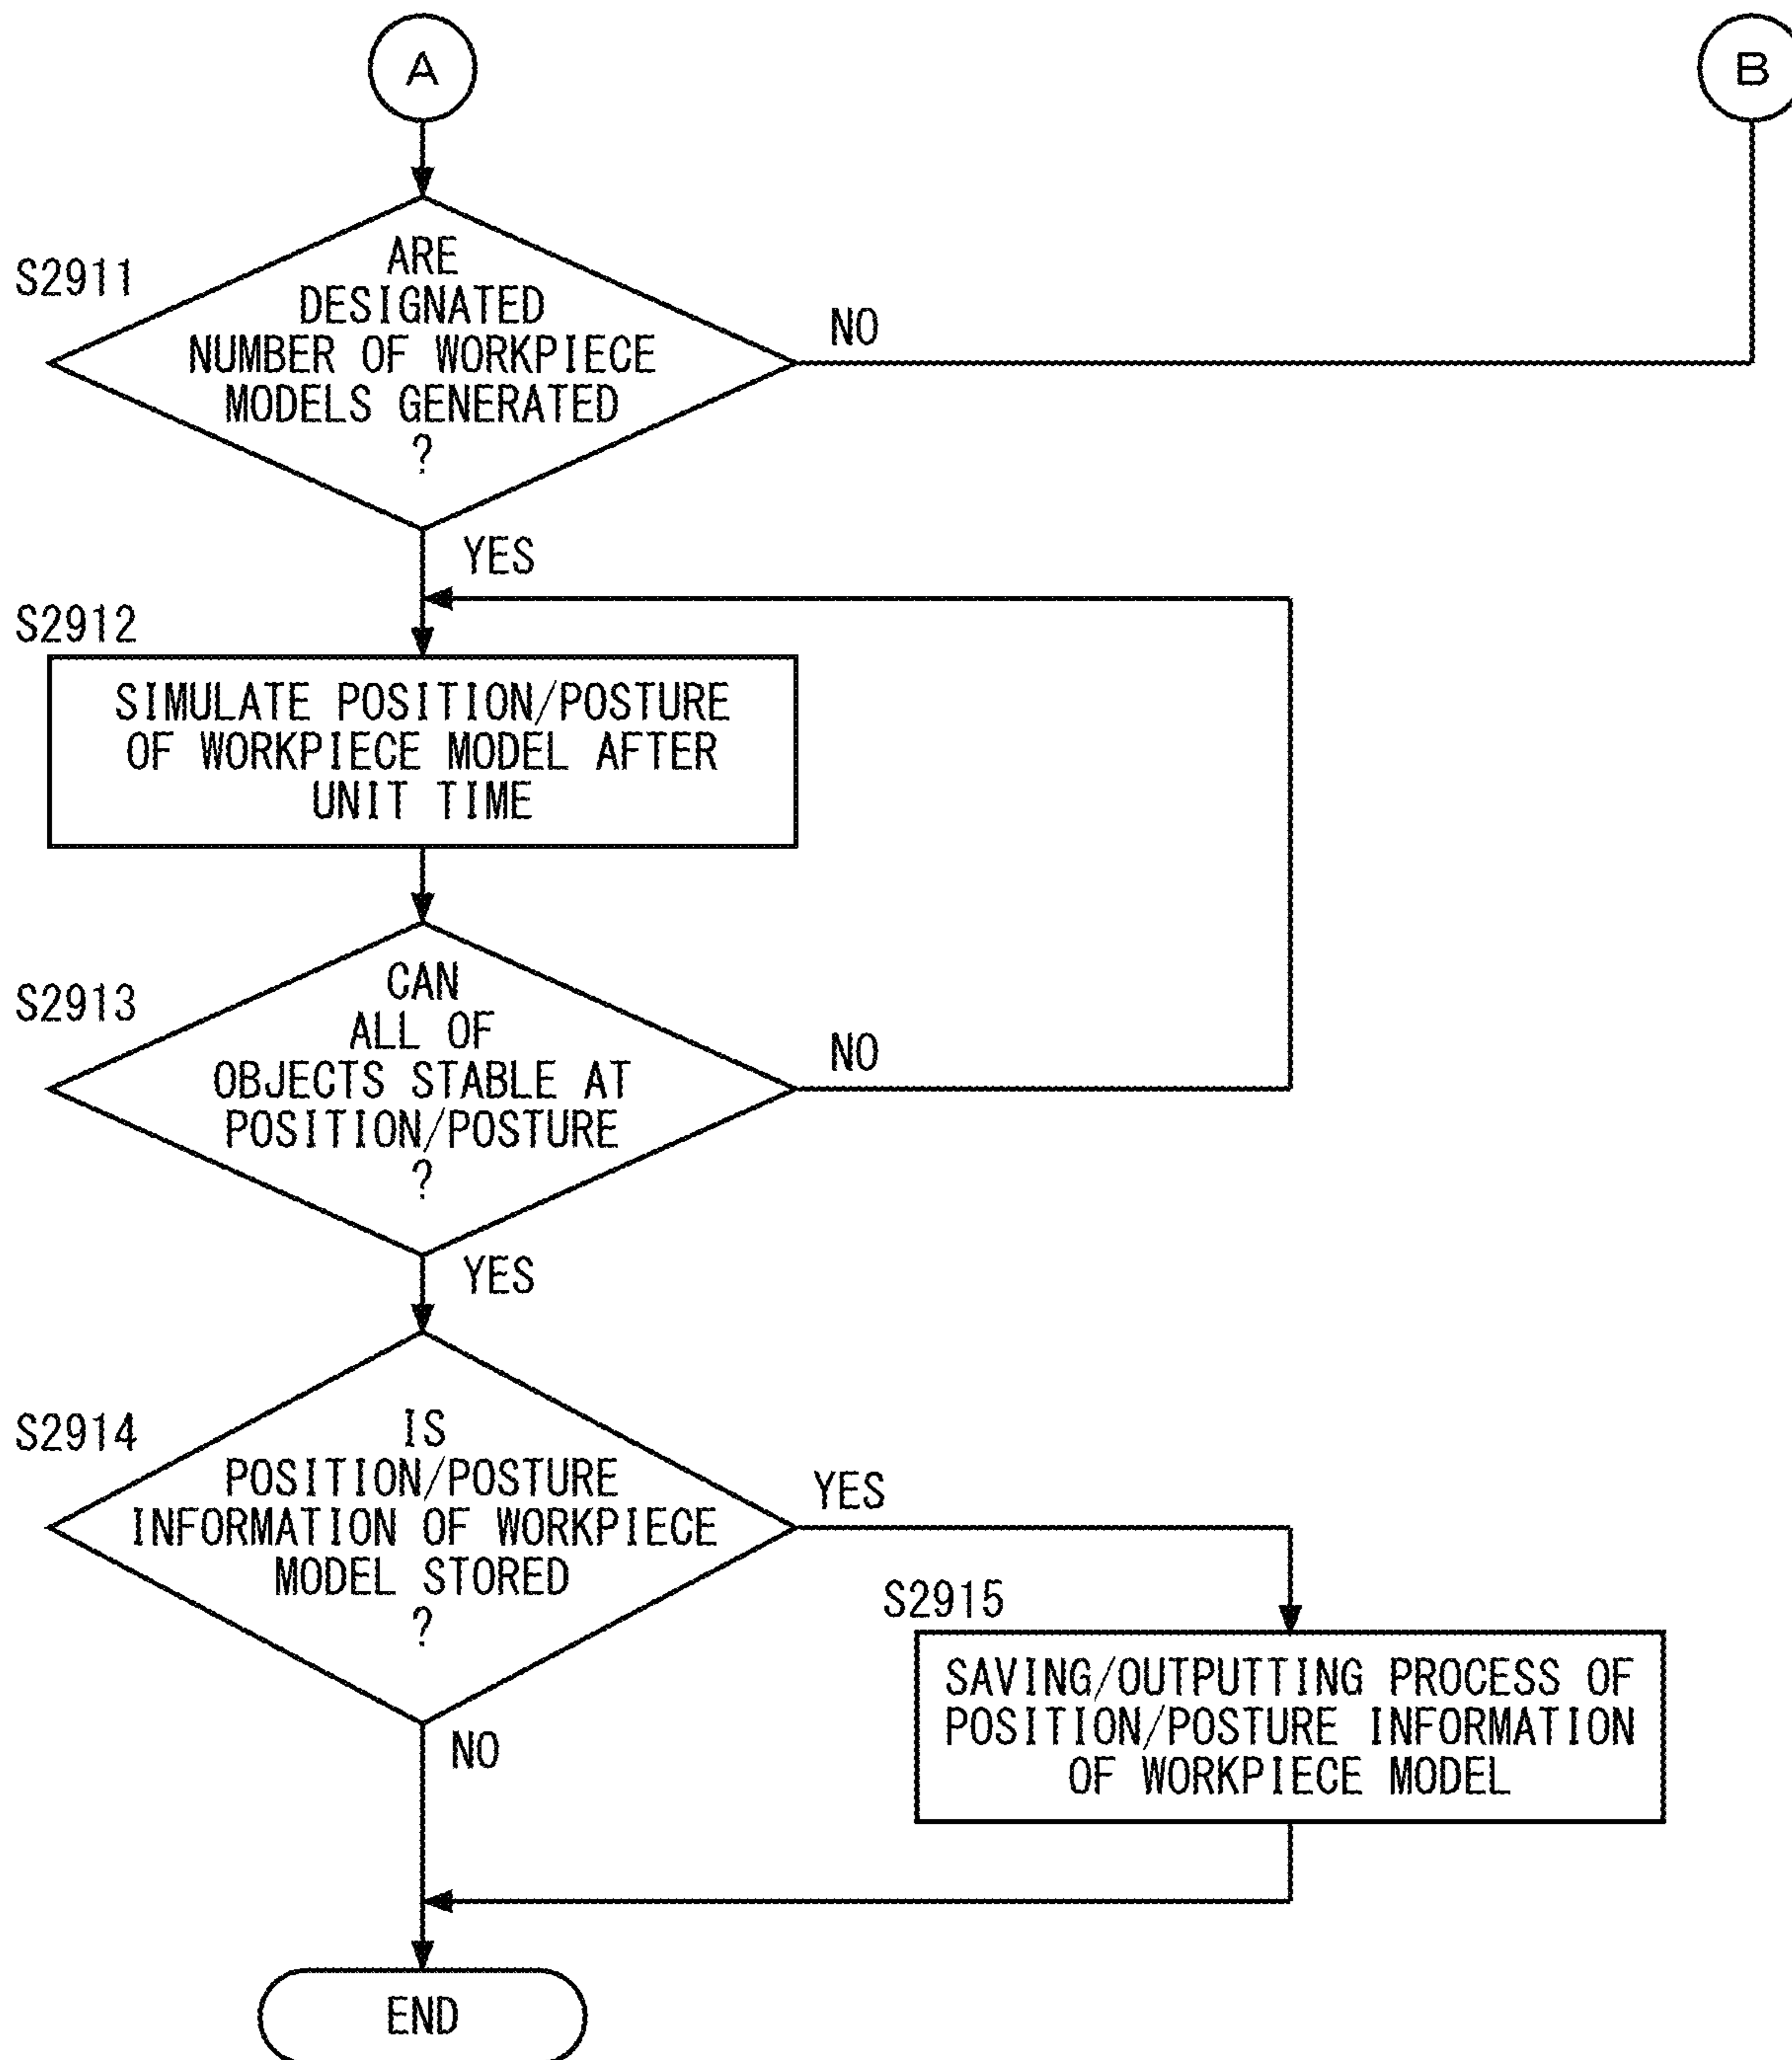 A
B
S2911
ARE
DESIGNATED
NUMBER OF WORKPIECE
MODELS GENERATED
?
NO
YES
S2912
SIMULATE POSITION/POSTURE
OF WORKPIECE MODEL AFTER
UNIT TIME
S2913
CAN
ALL OF
OBJECTS STABLE AT
POSITION/POSTURE
?
NO
YES
S2914
IS
POSITION/POSTURE
INFORMATION OF WORKPIECE
MODEL STORED
?
YES
NO
S2915
SAVING/OUTPUTTING PROCESS OF
POSITION/POSTURE INFORMATION
OF WORKPIECE MODEL
END